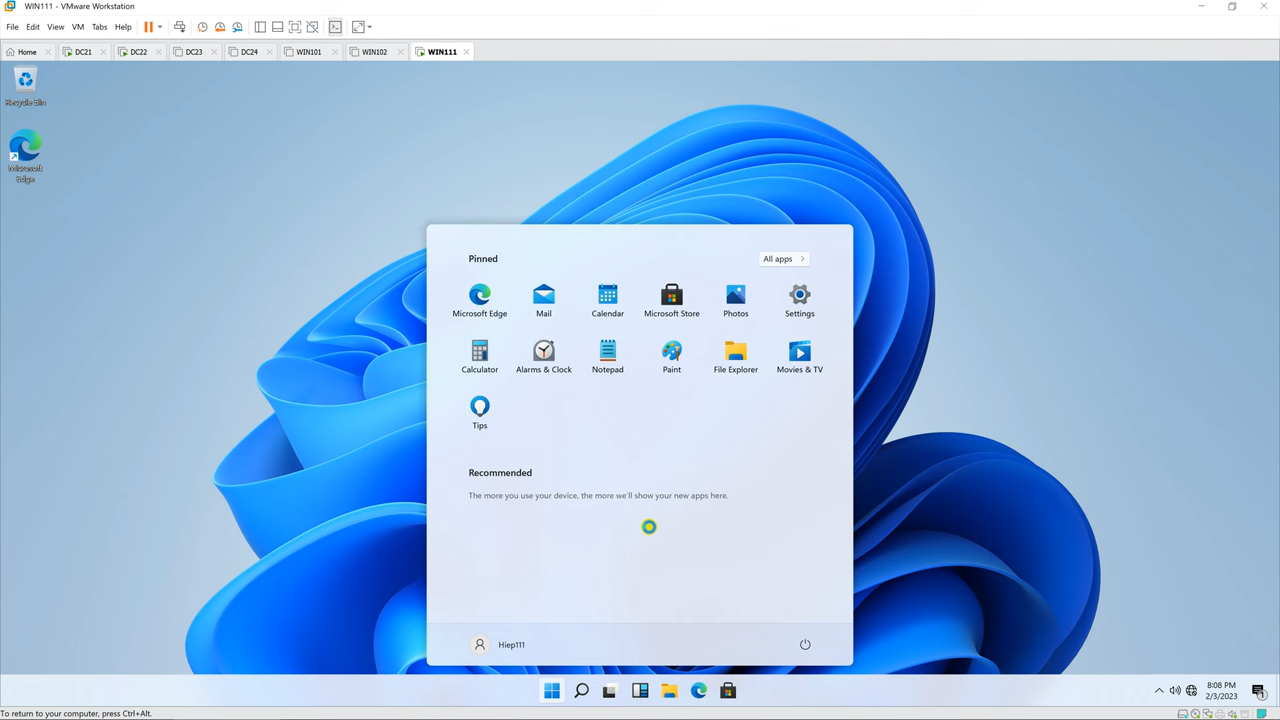 WIN111 - VMware Workstation
File Edit View VM Tabs Help
Home DC21 DC22 DC23 DC24 WIN101 WIN102 WIN111
Recycle Bin
Microsoft
Edge
Pinned All apps
Microsoft Edge Mail Calendar Microsoft Store Photos Settings
Calculator Alarms & Clock Notepad Paint File Explorer Movies & TV
Tips
Recommended
The more you use your device, the more we'll show your new apps here.
Hiep111
8:08 PM
2/3/2023
1
To return to your computer, press Ctrl+Alt.